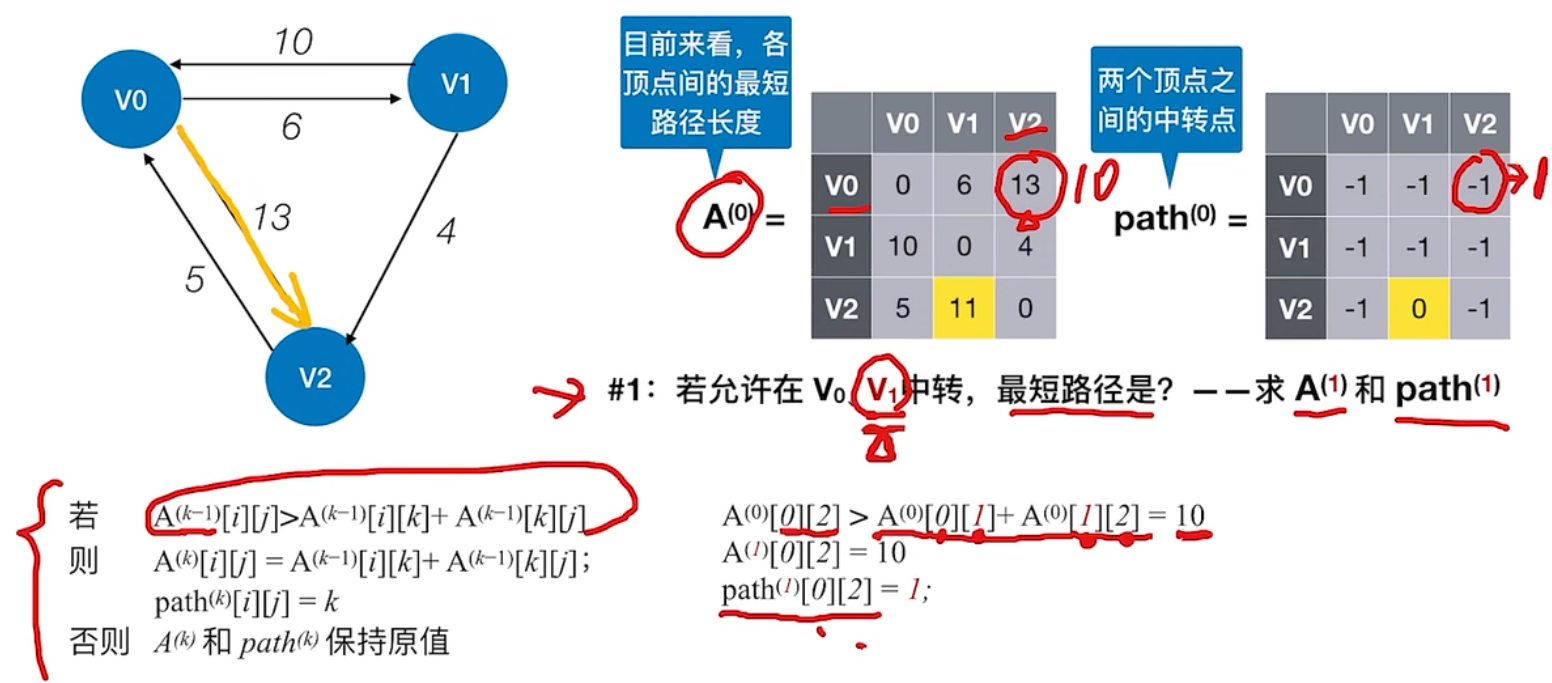 10
V0
V1
6
13
4
5
V2
目前来看，各
顶点间的最短
路径长度
A(0) =
V0 V1 V2
V0 0 6 13 10
V1 10 0 4
V2 5 11 0
两个顶点之
间的中转点
path(0) =
V0 V1 V2
V0 -1 -1 -1 1
V1 -1 -1 -1
V2 -1 0 -1
#1：若允许在 V0 V1中转，最短路径是？——求 A(1) 和 path(1)
若 A(k−1)[i][j]>A(k−1)[i][k]+ A(k−1)[k][j]
则 A(k)[i][j] = A(k−1)[i][k]+ A(k−1)[k][j]；
path(k)[i][j] = k
否则 A(k) 和 path(k) 保持原值
A(0)[0][2] > A(0)[0][1]+ A(0)[1][2] = 10
A(1)[0][2] = 10
path(1)[0][2] = 1;